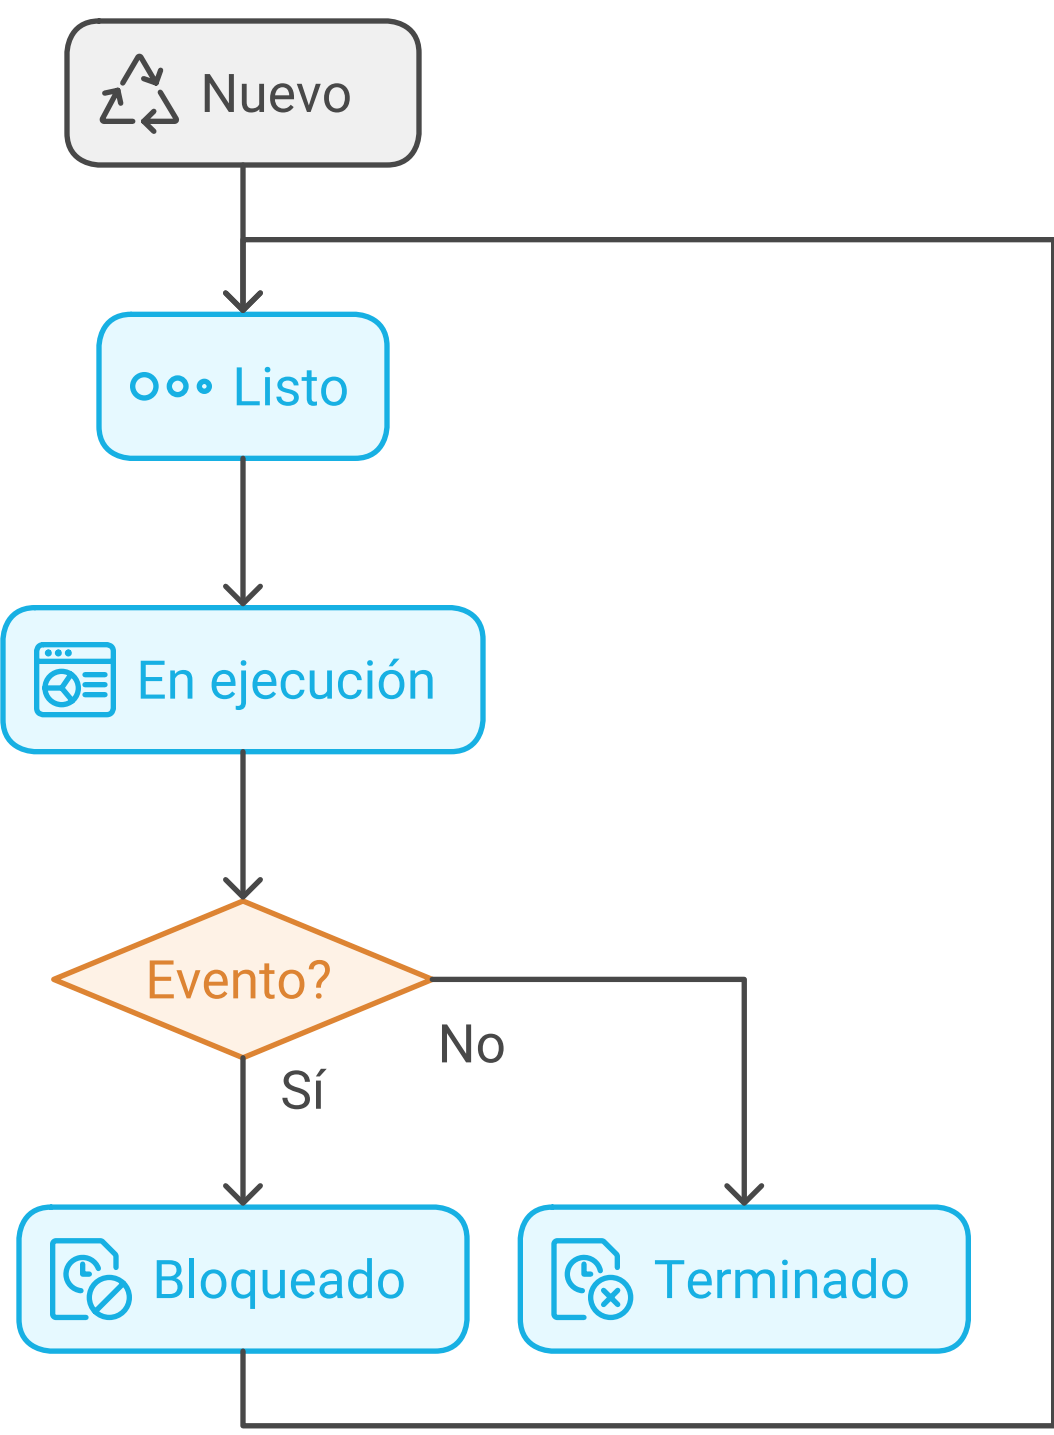 Nuevo
Listo
En ejecución
Evento?
No
Sí
Bloqueado
Terminado